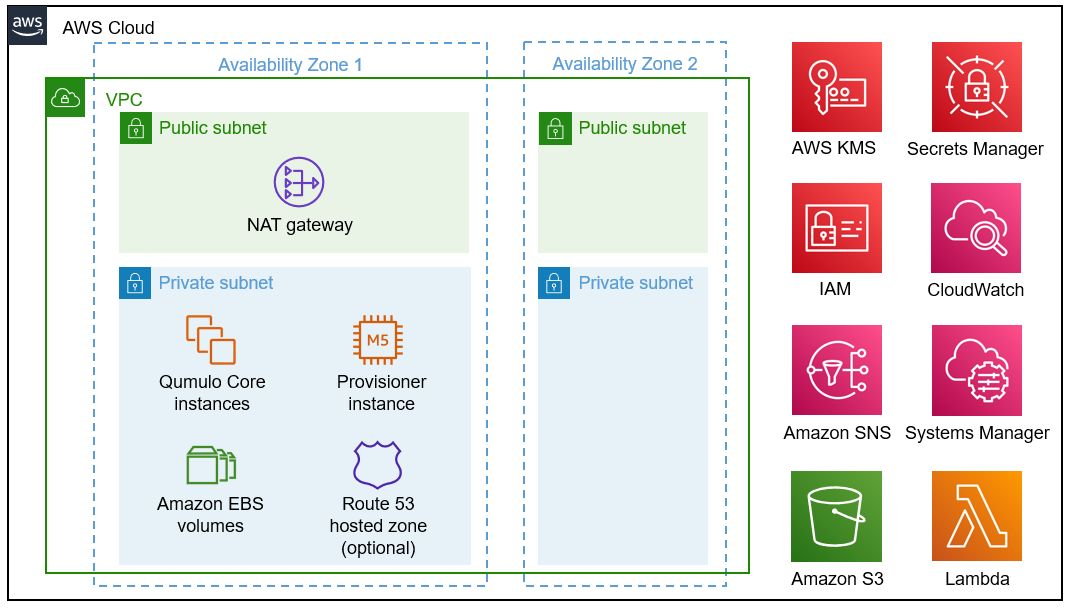 aws
AWS Cloud
Availability Zone 1
Availability Zone 2
VPC
Public subnet
Public subnet
NAT gateway
Private subnet
Private subnet
M5
Qumulo Core
instances
Provisioner
instance
Amazon EBS
volumes
Route 53
hosted zone
(optional)
AWS KMS
Secrets Manager
IAM
CloudWatch
Amazon SNS
Systems Manager
Amazon S3
Lambda